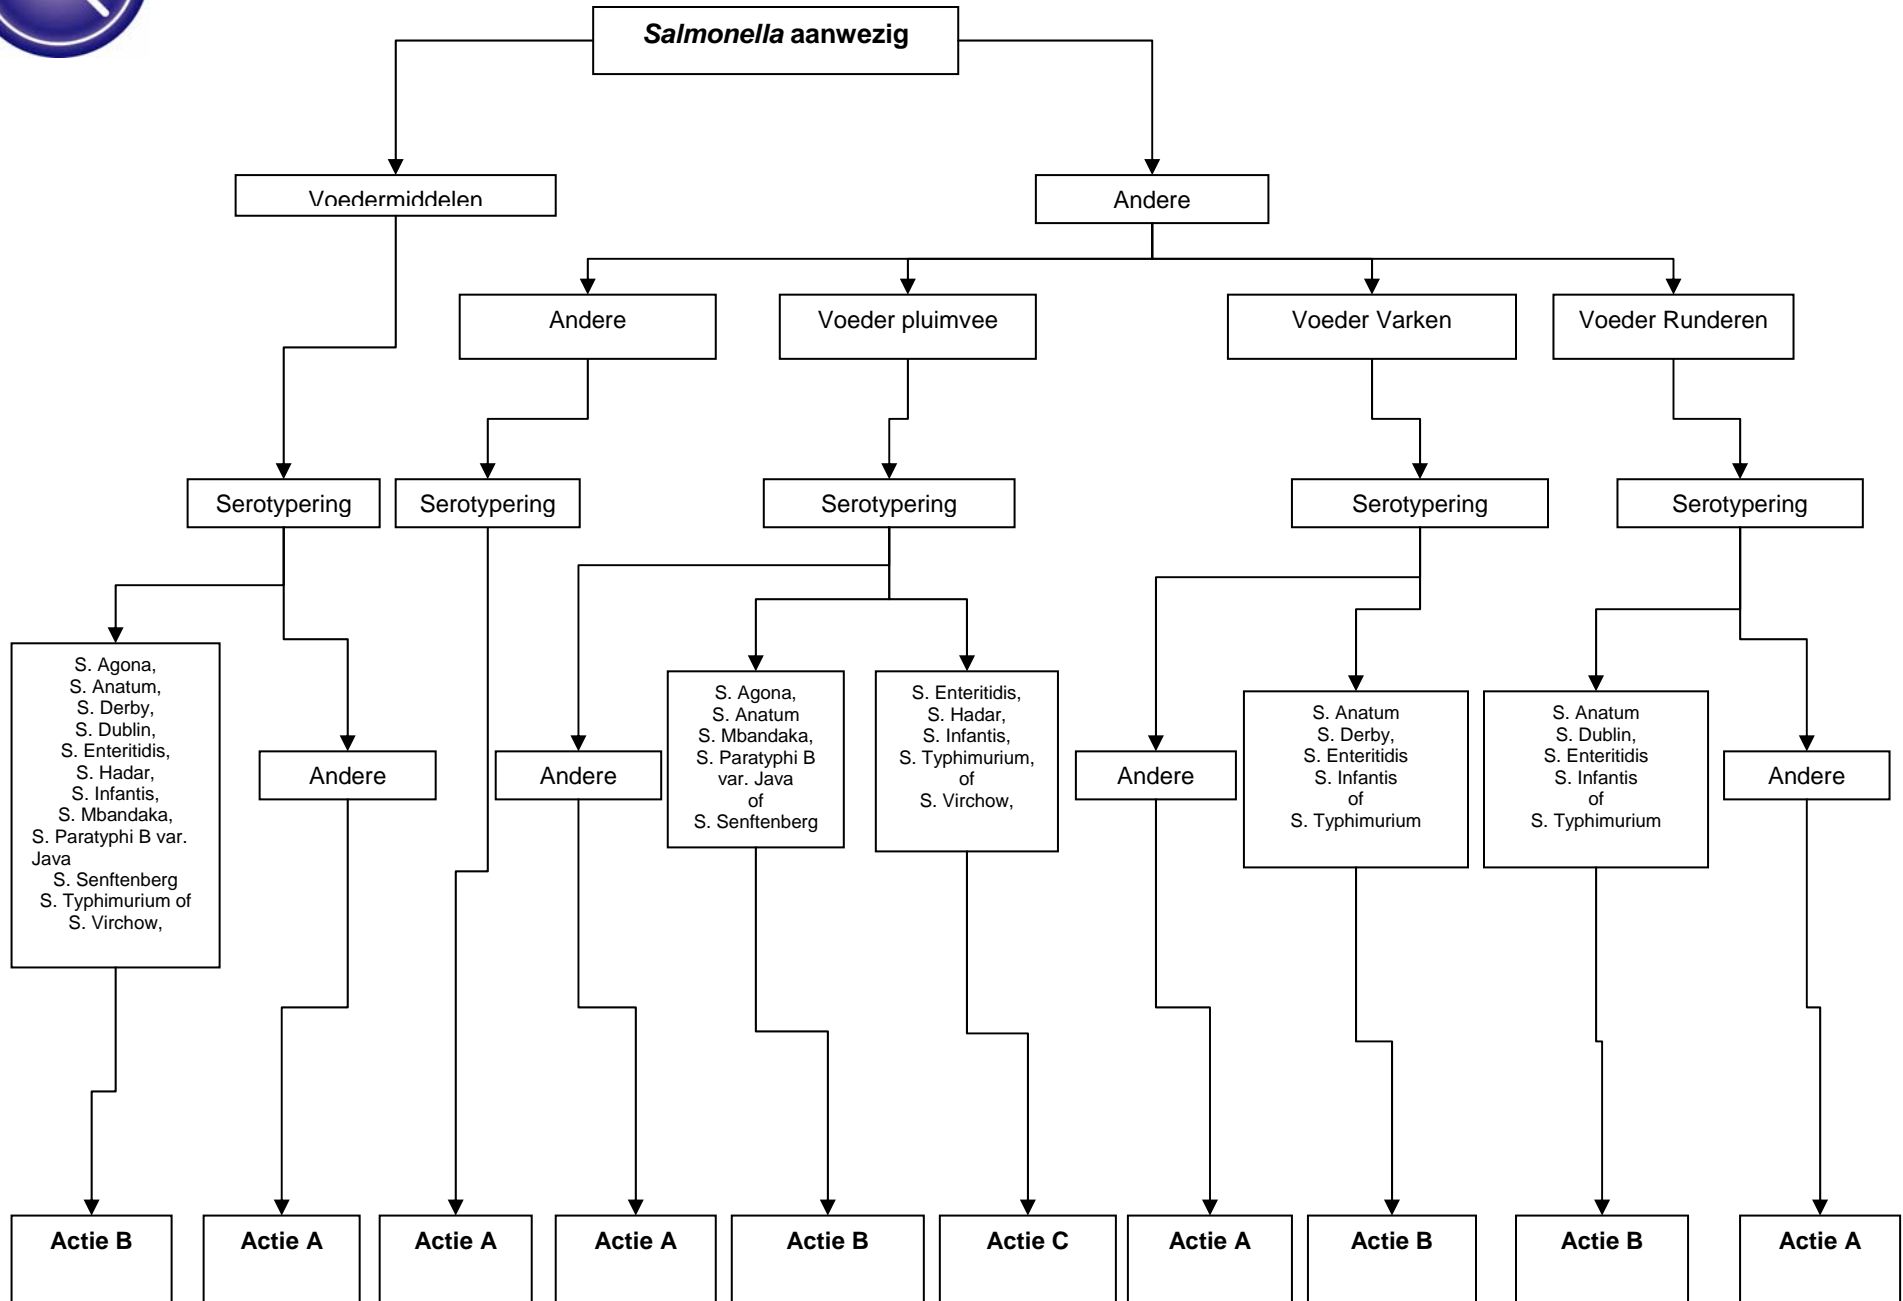 Salmonella aanwezig
Voedermiddelen
Andere
Andere
Voeder pluimvee
Voeder Varken
Voeder Runderen
Serotypering
Serotypering
Serotypering
Serotypering
Serotypering
S. Agona,
S. Anatum,
S. Derby,
S. Dublin,
S. Enteritidis,
S. Hadar,
S. Infantis,
S. Mbandaka,
S. Paratyphi B var.
Java
S. Senftenberg
S. Typhimurium of
S. Virchow,
Andere
Andere
S. Agona,
S. Anatum
S. Mbandaka,
S. Paratyphi B
var. Java
of
S. Senftenberg
S. Enteritidis,
S. Hadar,
S. Infantis,
S. Typhimurium,
of
S. Virchow,
Andere
S. Anatum
S. Derby,
S. Enteritidis
S. Infantis
of
S. Typhimurium
S. Anatum
S. Dublin,
S. Enteritidis
S. Infantis
of
S. Typhimurium
Andere
Actie B
Actie A
Actie A
Actie A
Actie B
Actie C
Actie A
Actie B
Actie B
Actie A